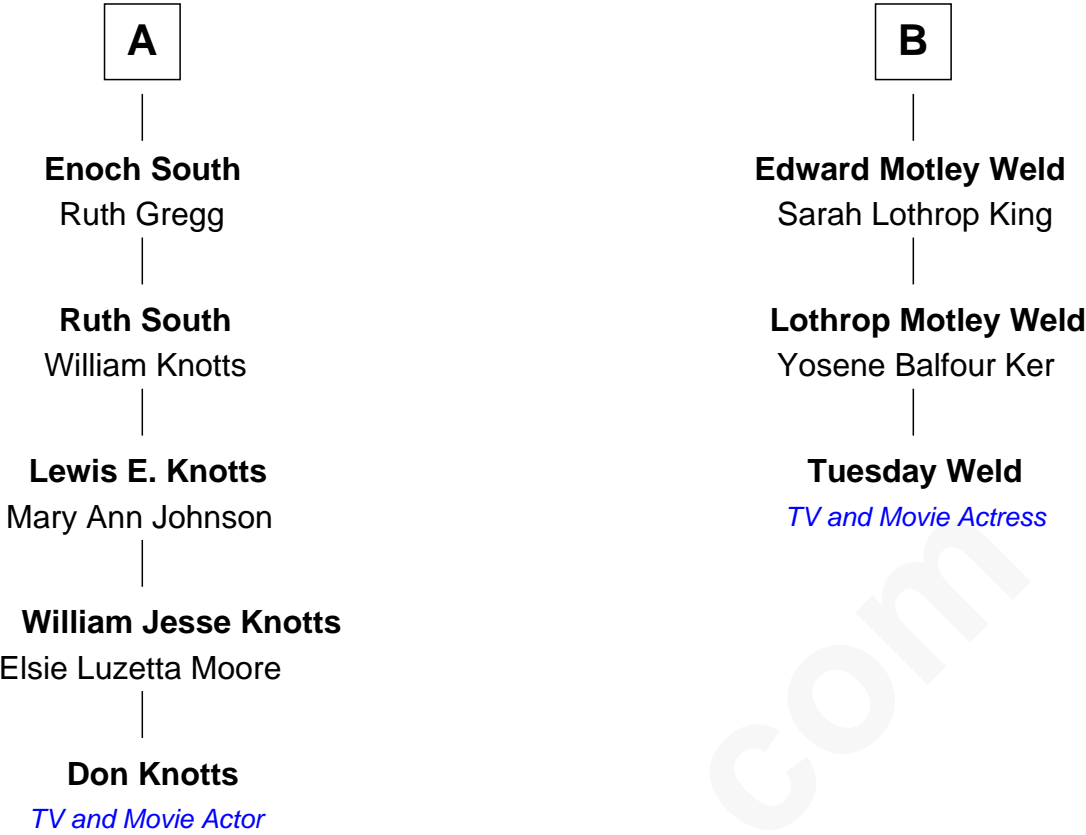 A
Enoch South
Ruth Gregg
Ruth South
William Knotts
Lewis E. Knotts
Mary Ann Johnson
William Jesse Knotts
Elsie Luzetta Moore
Don Knotts
TV and Movie Actor
B
Edward Motley Weld
Sarah Lothrop King
Lothrop Motley Weld
Yosene Balfour Ker
Tuesday Weld
TV and Movie Actress
com